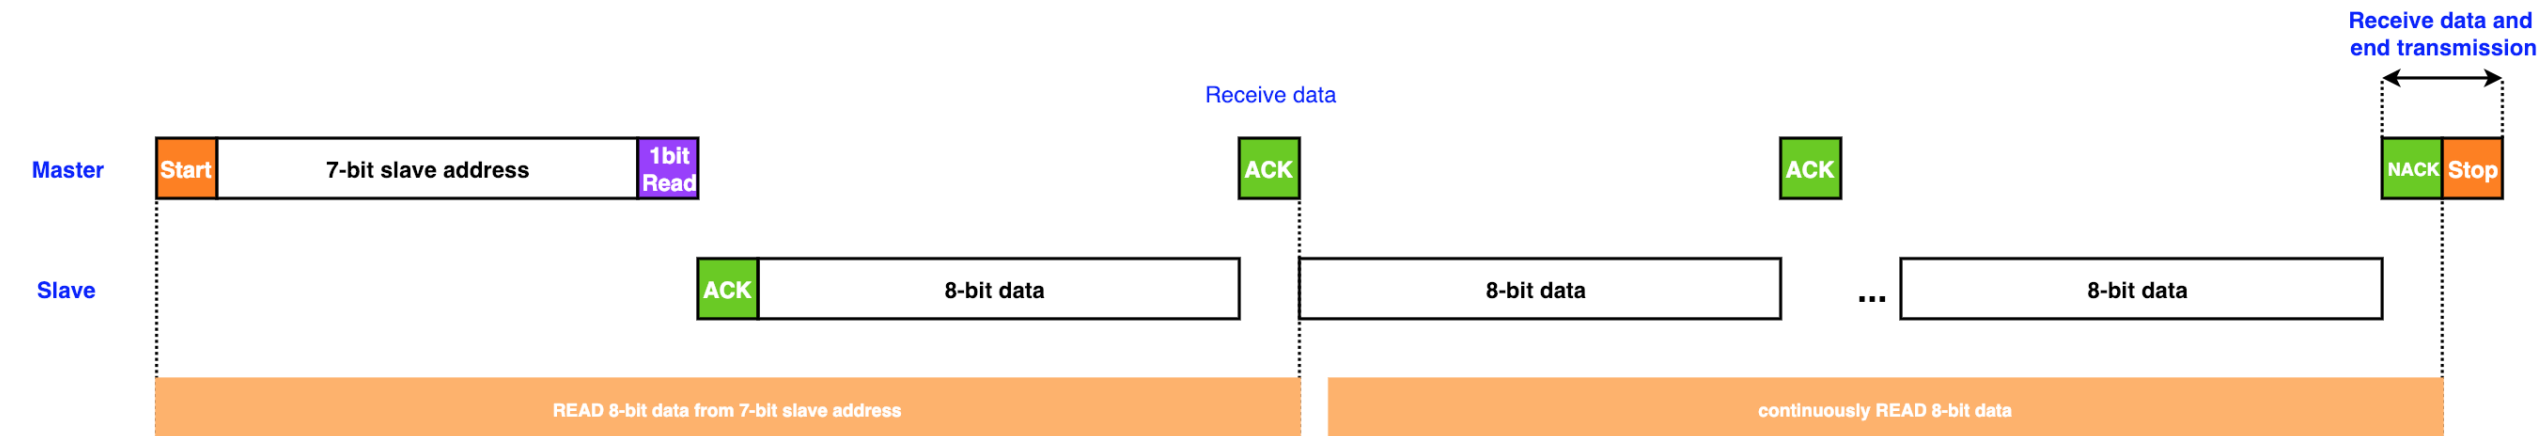 Receive data and
end transmission
Receive data
Master
Start
7-bit slave address
1bit
Read
ACK
ACK
NACK
Stop
Slave
ACK
8-bit data
8-bit data
...
8-bit data
READ 8-bit data from 7-bit slave address
continuously READ 8-bit data